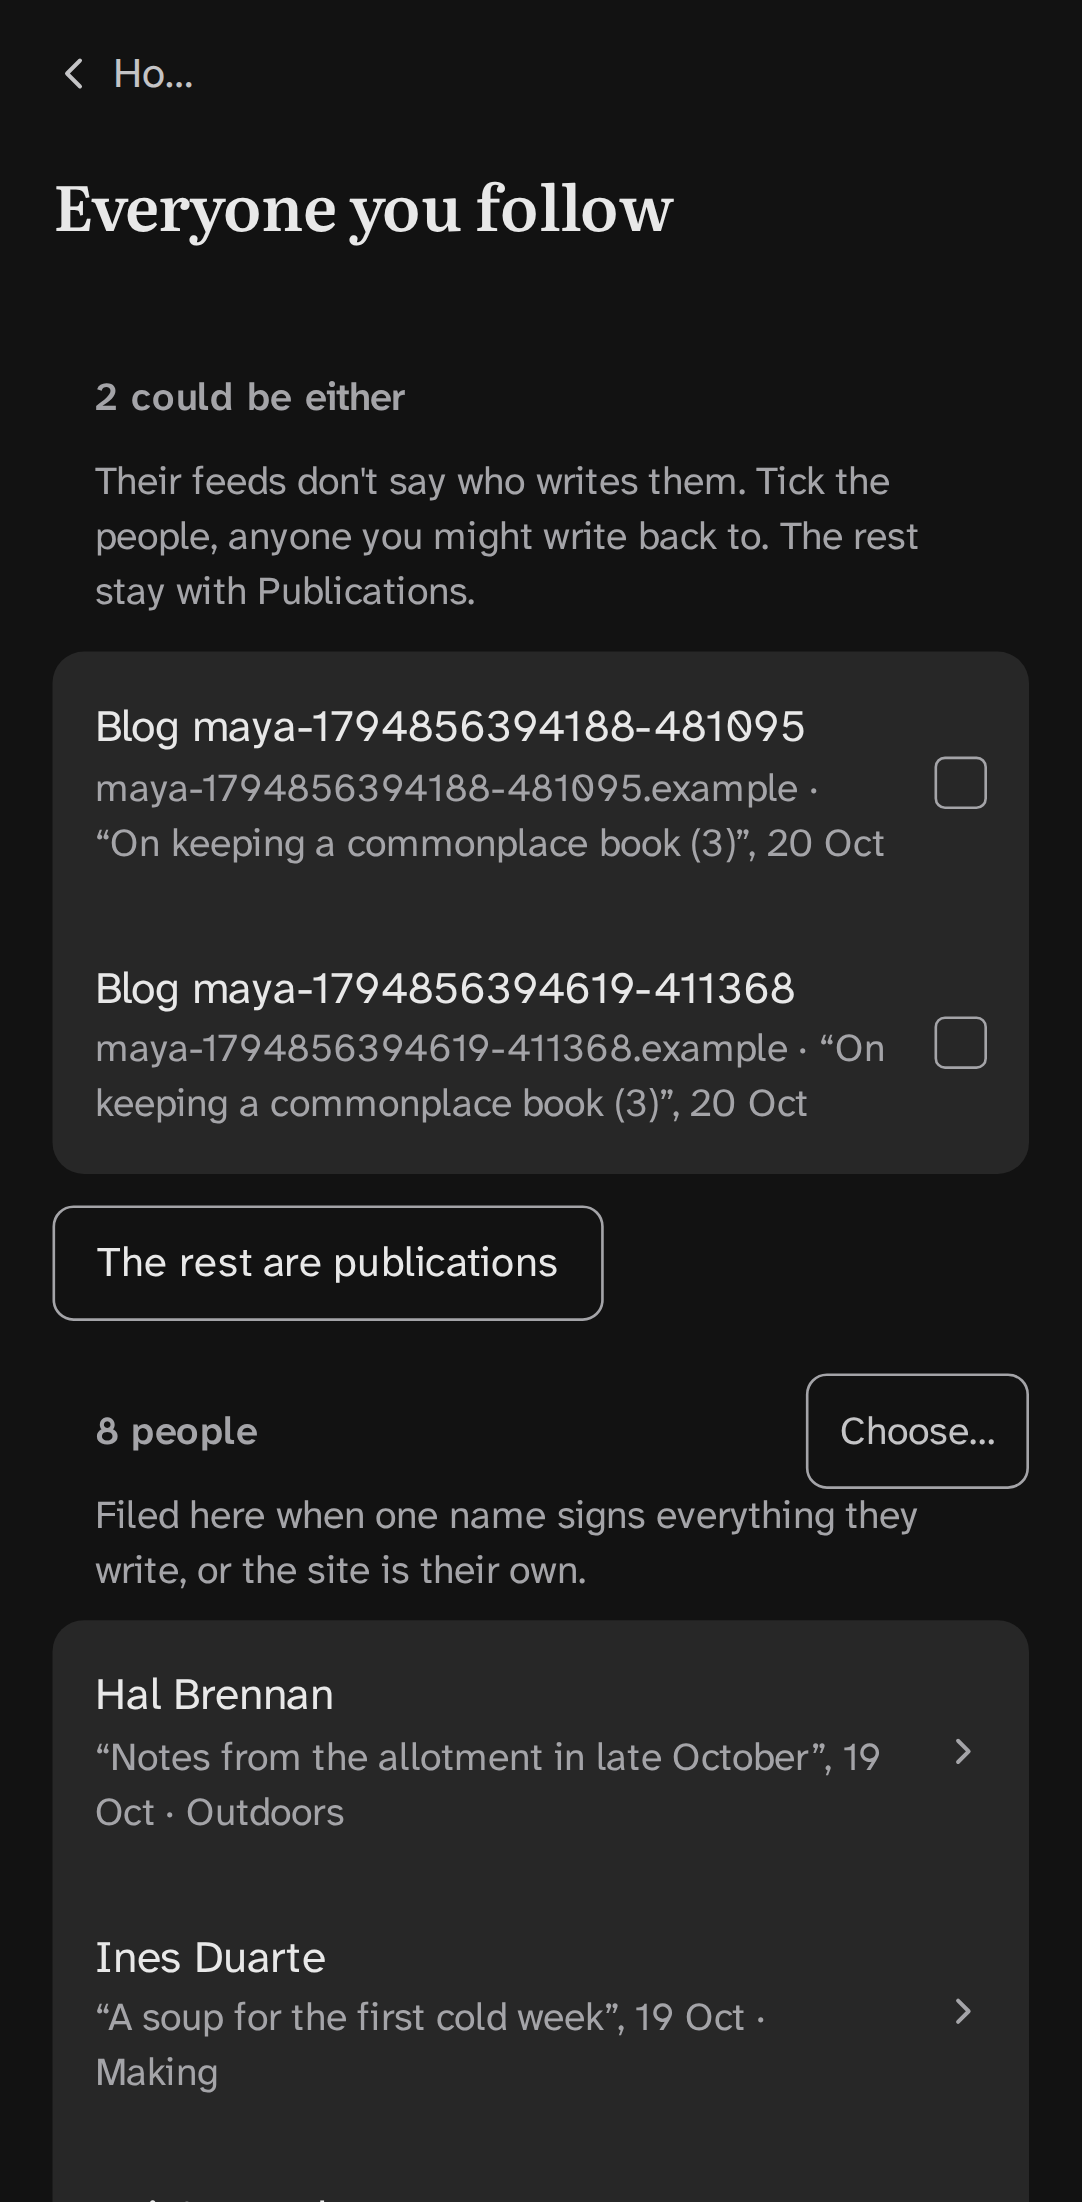 Ho...
Everyone you follow
2 could be either
Their feeds don't say who writes them. Tick the
people, anyone you might write back to. The rest
stay with Publications.
Blog maya-1794856394188-481095
maya-1794856394188-481095.example ·
“On keeping a commonplace book (3)”, 20 Oct
Blog maya-1794856394619-411368
maya-1794856394619-411368.example · “On
keeping a commonplace book (3)”, 20 Oct
The rest are publications
8 people
Choose...
Filed here when one name signs everything they
write, or the site is their own.
Hal Brennan
“Notes from the allotment in late October”, 19
Oct · Outdoors
Ines Duarte
“A soup for the first cold week”, 19 Oct ·
Making